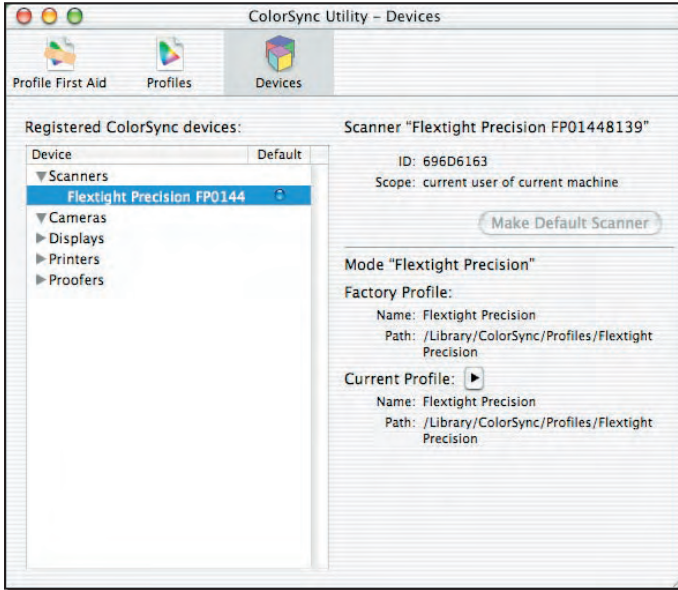 ColorSync Utility – Devices
Profile First Aid
Profiles
Devices
Registered ColorSync devices:
Device
Default
Scanners
Flextight Precision FP0144
Cameras
Displays
Printers
Proofers
Scanner “Flextight Precision FP01448139”
ID: 696D6163
Scope: current user of current machine
Make Default Scanner
Mode “Flextight Precision”
Factory Profile:
Name: Flextight Precision
Path: /Library/ColorSync/Profiles/Flextight
Precision
Current Profile:
Name: Flextight Precision
Path: /Library/ColorSync/Profiles/Flextight
Precision